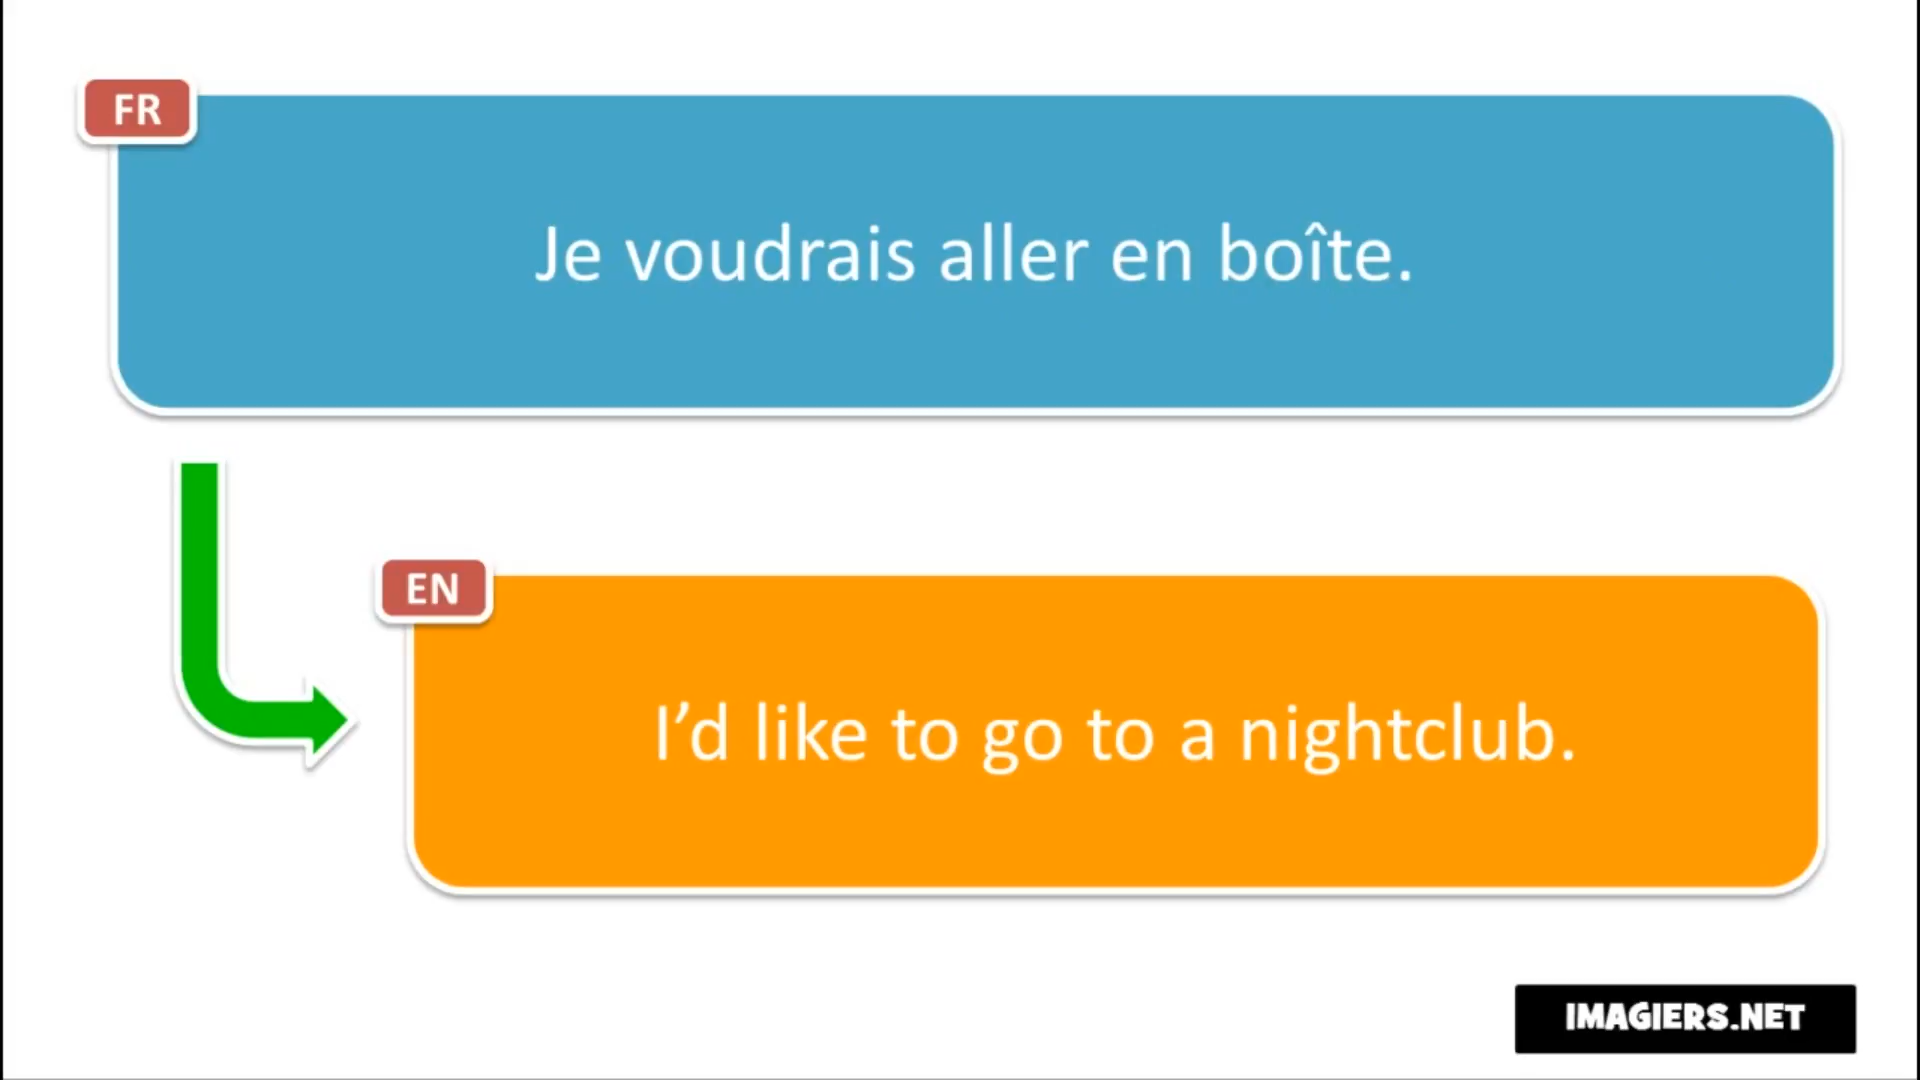 FR
Je voudrais aller en boîte.
EN
I’d like to go to a nightclub.
IMAGIERS.NET